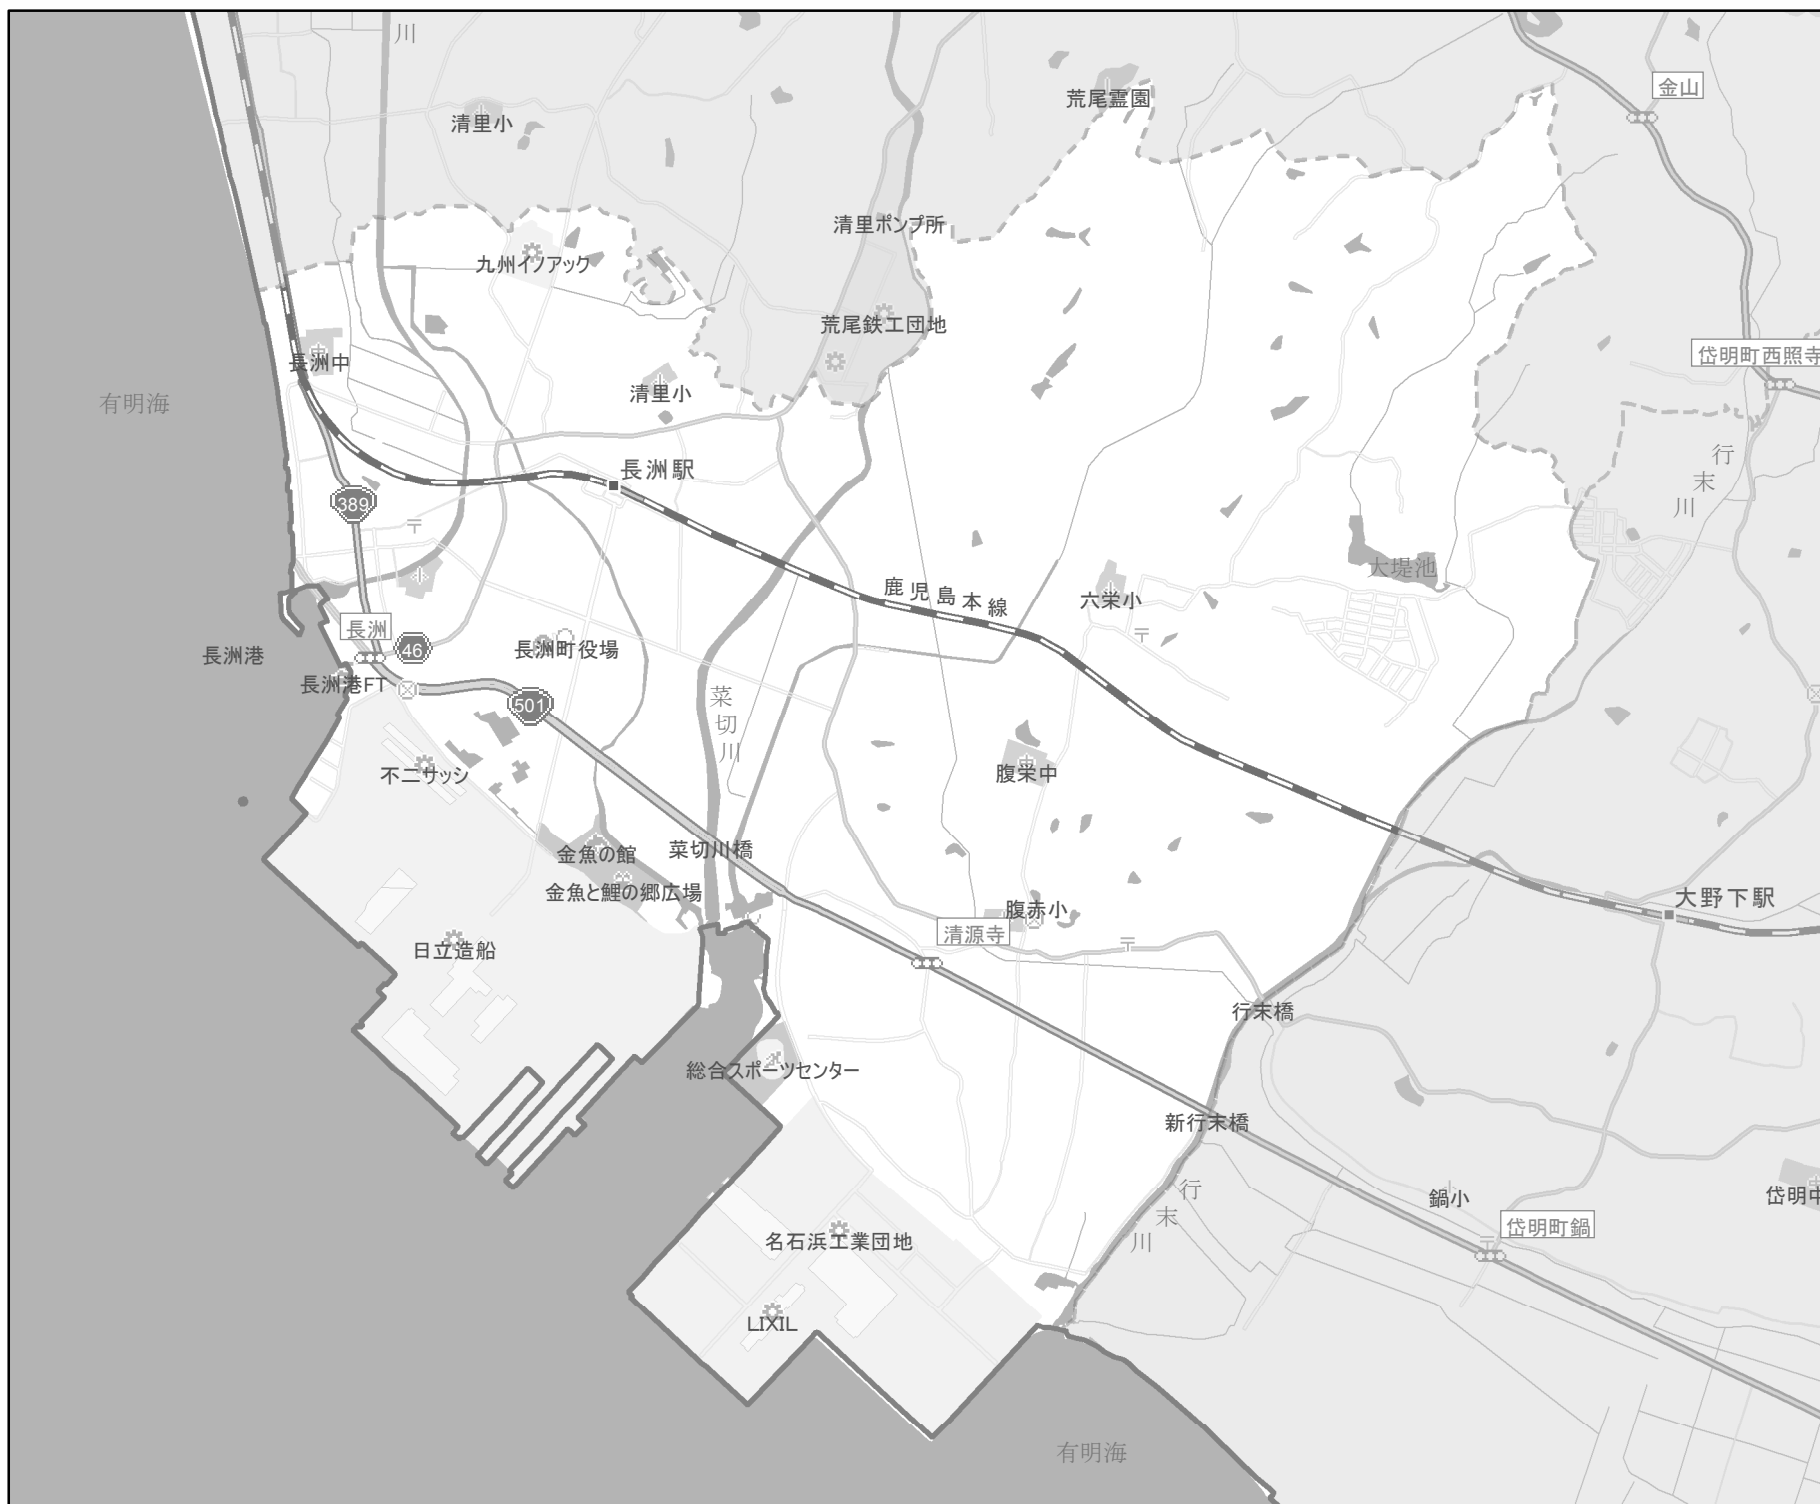 川
荒尾霊園
金山
清里小
清里ポンプ所
九州イノアック
荒尾鉄工団地
長洲中
岱明町西照寺
清里小
有明海
行末川
長洲駅
389
大堤池
鹿児島本線
六栄小
長洲
46
長洲町役場
長洲港
長洲港FT
501
菜切川
不二サッシ
腹栄中
菜切川橋
金魚の館
金魚と鯉の郷広場
大野下駅
腹赤小
清源寺
日立造船
行末橋
総合スポーツセンター
新行末橋
行末川
鍋小
岱明中
岱明町鍋
名石浜工業団地
LIXIL
有明海